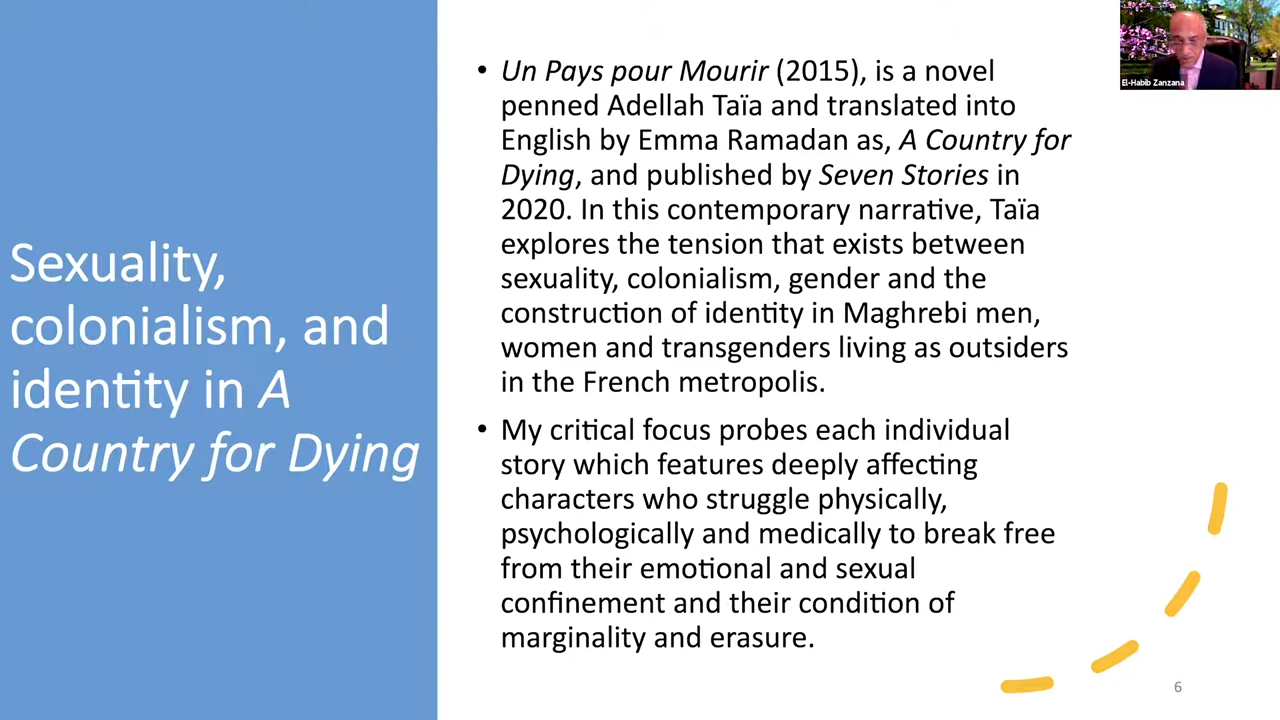 Sexuality,
colonialism, and
identity in A
Country for Dying
• Un Pays pour Mourir (2015), is a novel
penned Adellah Taïa and translated into
English by Emma Ramadan as, A Country for
Dying, and published by Seven Stories in
2020. In this contemporary narrative, Taïa
explores the tension that exists between
sexuality, colonialism, gender and the
construction of identity in Maghrebi men,
women and transgenders living as outsiders
in the French metropolis.
• My critical focus probes each individual
story which features deeply affecting
characters who struggle physically,
psychologically and medically to break free
from their emotional and sexual
confinement and their condition of
marginality and erasure.
El-Habib Zanzana
6